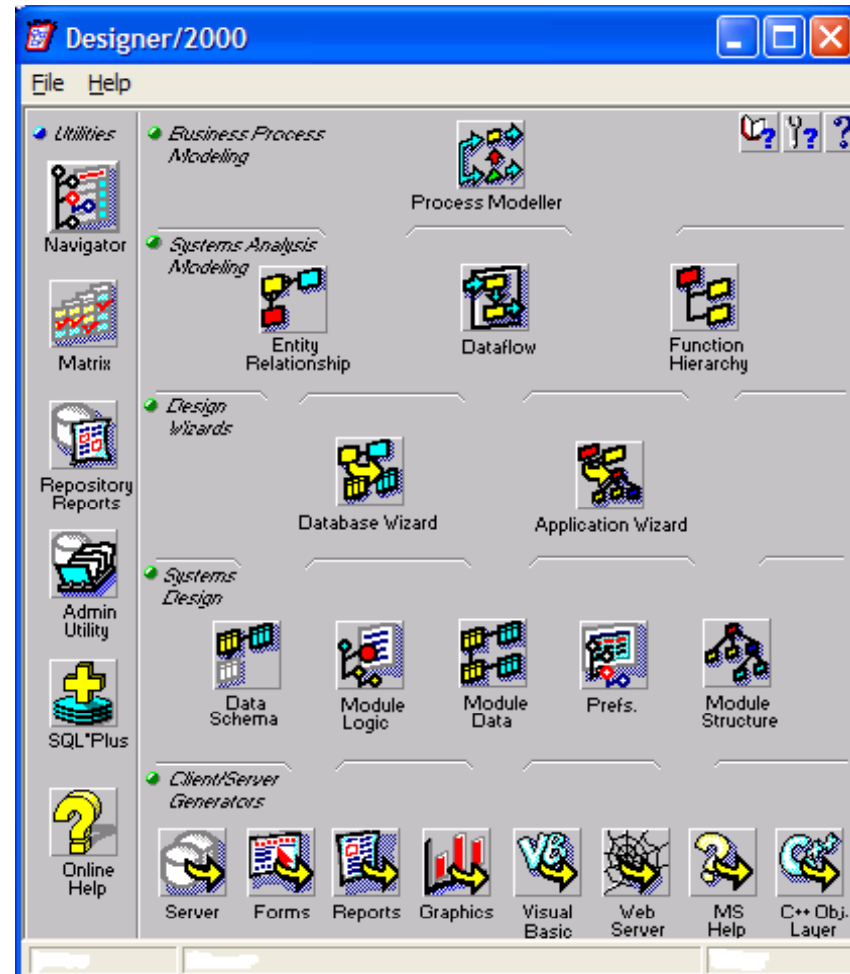 Designer/2000
File Help
Utilities
Navigator
Matrix
Repository
Reports
Admin
Utility
SQL*Plus
Online
Help
Business Process
Modeling
Process Modeller
Systems Analysis
Modeling
Entity
Relationship
Dataflow
Function
Hierarchy
Design
Wizards
Database Wizard
Application Wizard
Systems
Design
Data
Schema
Module
Logic
Module
Data
Prefs.
Module
Structure
Client/Server
Generators
Server
Forms
Reports
Graphics
VB
Visual
Basic
Web
Server
MS
Help
C++
C++ Obj.
Layer